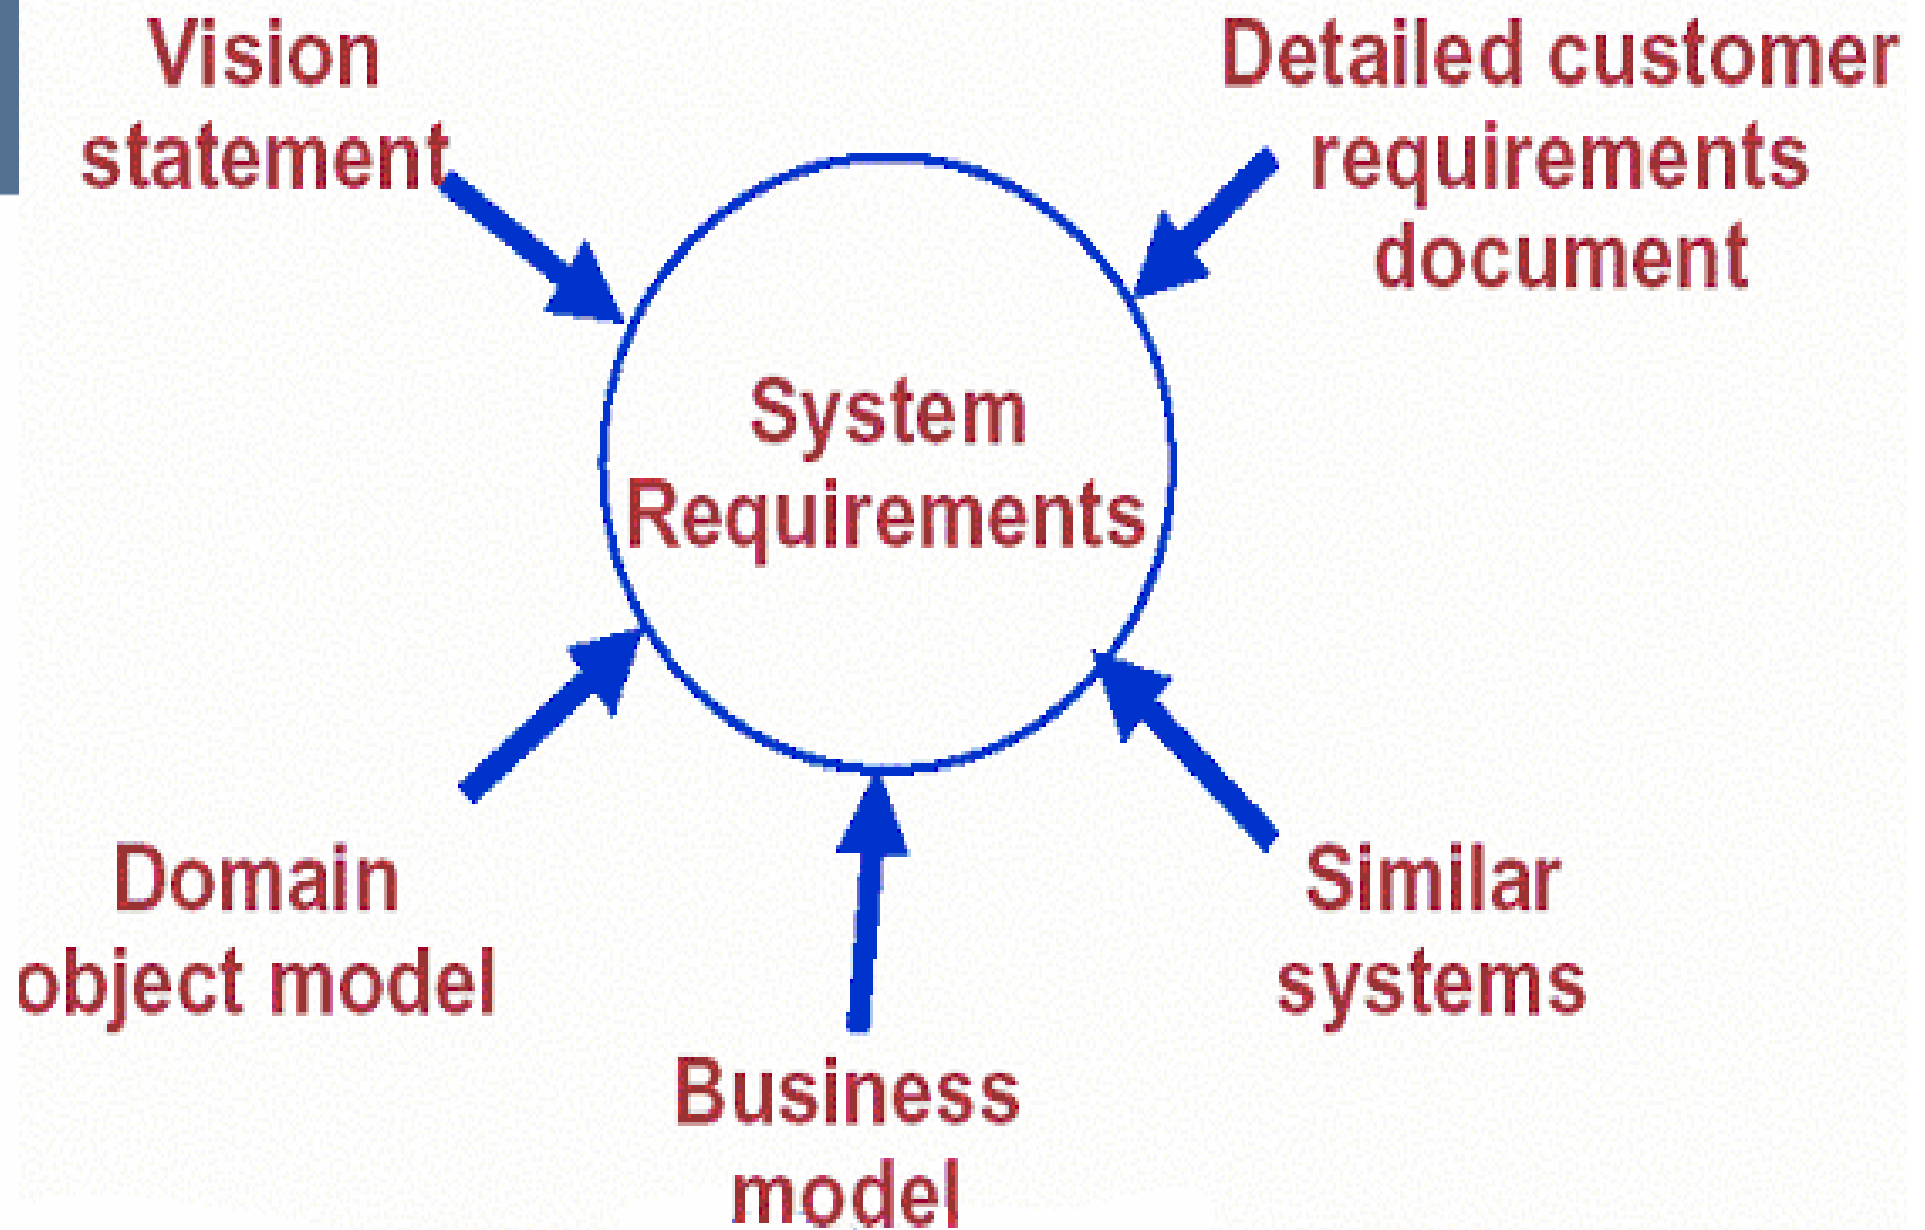 Vision
statement
Detailed customer
requirements
document
System
Requirements
Domain
object model
Similar
systems
Business
model